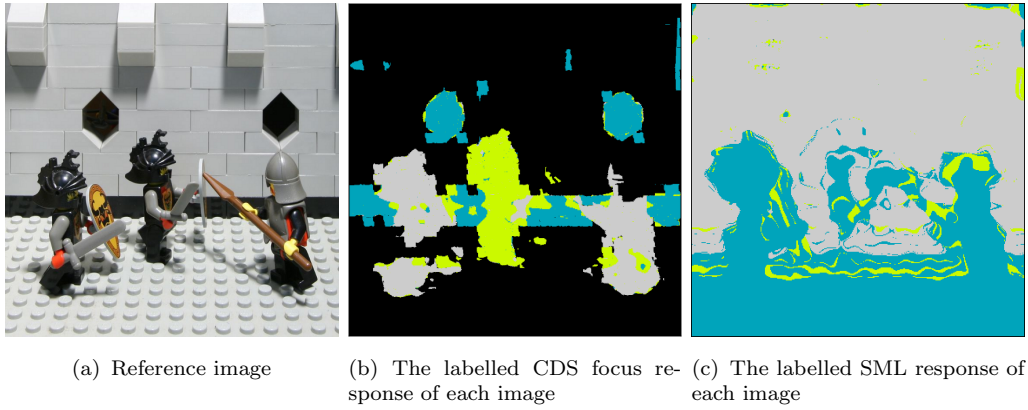 (a) Reference image
(b) The labelled CDS focus re-
sponse of each image
(c) The labelled SML response of
each image